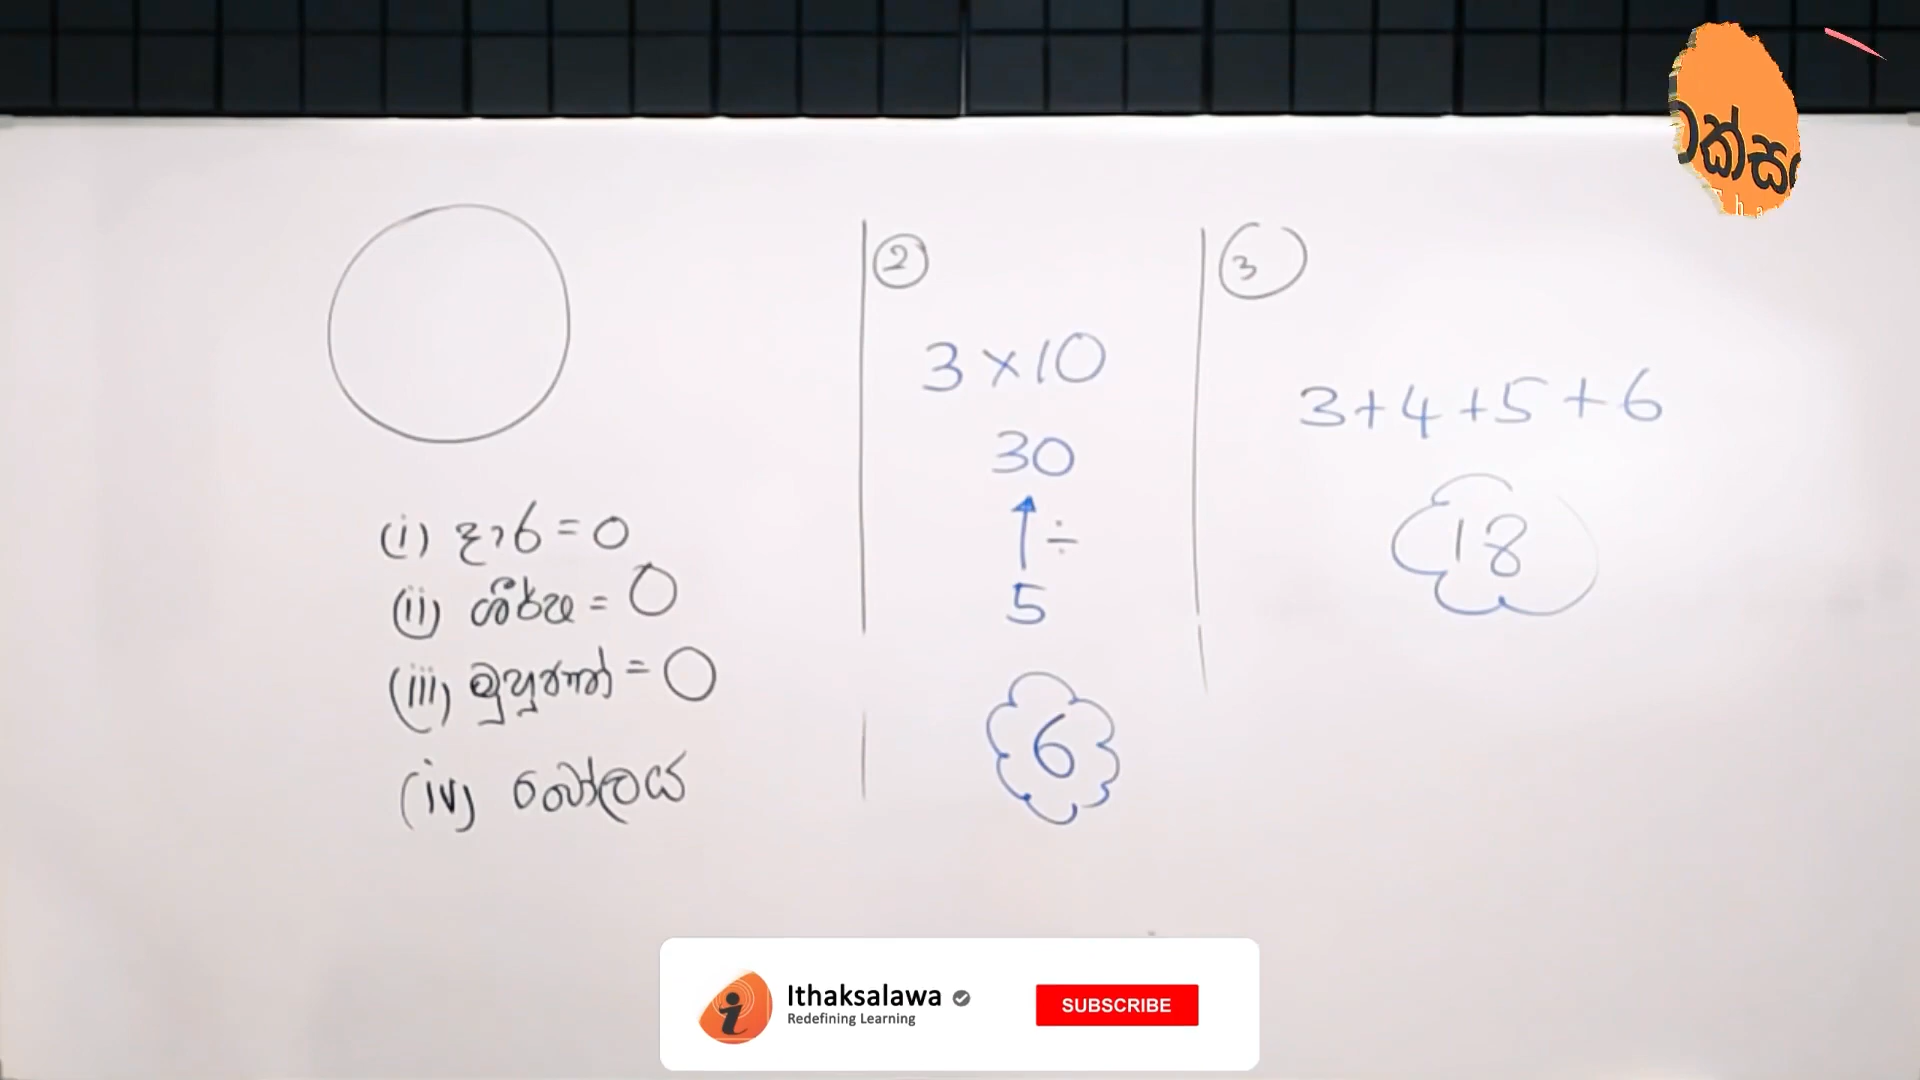 (i) දාර = 0
(ii) ශීර්ෂ = 0
(iii) මුහුණත් = 0
(iv) ගෝලය
2
3 × 10
30
÷
5
6
3
3 + 4 + 5 + 6
18
ක්ස
Tha
Ithaksalawa
Redefining Learning
SUBSCRIBE